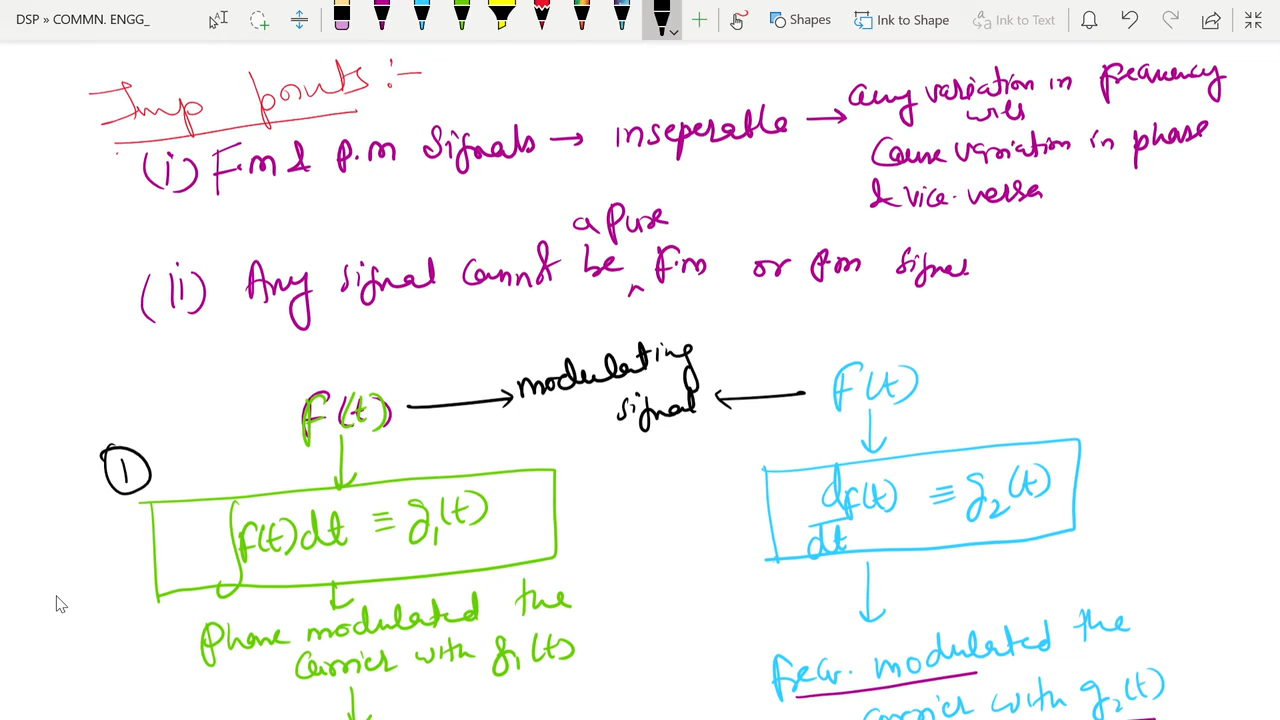 DSP » COMMN. ENGG_
Shapes
Ink to Shape
Ink to Text
Imp points :-
(i) F.m & p.m Signals → inseperable → any variation in frequency
will
Cause variation in phase
& vice-versa
a pure
(ii) Any signal cannot be ^ F.m or p.m signal
F(t) → modulating signal ← F(t)
1
∫f(t)dt ≡ g₁(t)
df(t)/dt ≡ g₂(t)
phase modulated the
carrier with g₁(t)
freq. modulated the
carrier with g₂(t)